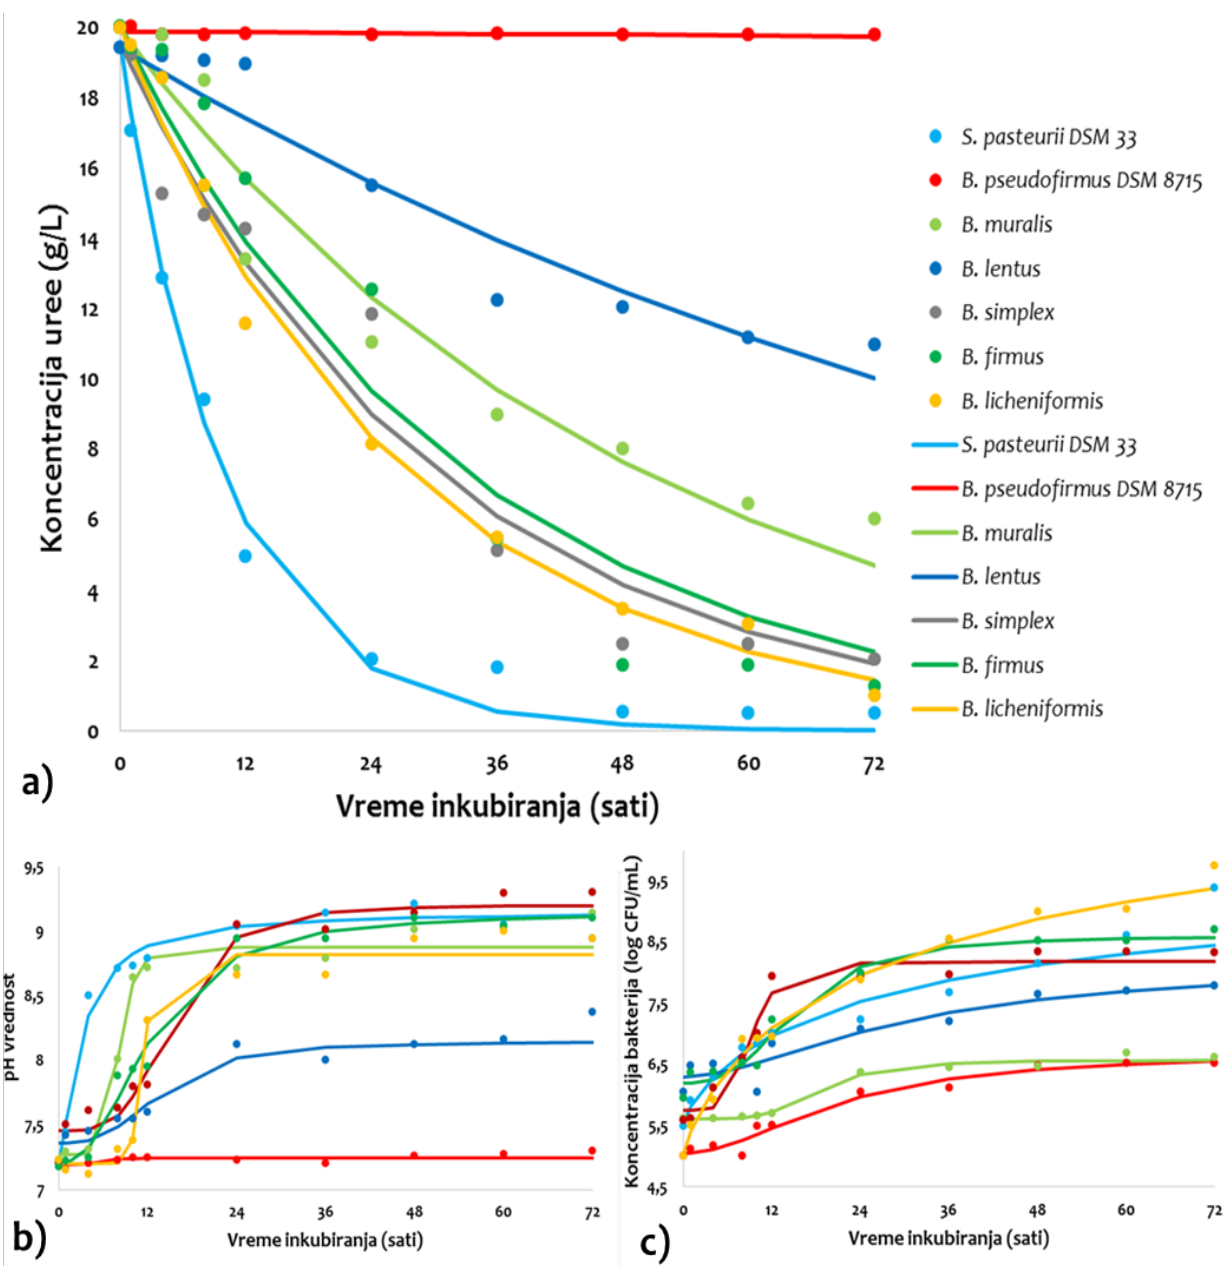 Koncentracija uree (g/L)
20
18
16
14
12
10
8
6
4
2
0
0 12 24 36 48 60 72
Vreme inkubiranja (sati)
a)
S. pasteurii DSM 33
B. pseudofirmus DSM 8715
B. muralis
B. lentus
B. simplex
B. firmus
B. licheniformis
S. pasteurii DSM 33
B. pseudofirmus DSM 8715
B. muralis
B. lentus
B. simplex
B. firmus
B. licheniformis
pH vrednost
9,5
9
8,5
8
7,5
7
0 4 8 12 24 36 48 60 72
Vreme inkubiranja (sati)
b)
Koncentracija bakterija (log CFU/mL)
9,5
8,5
7,5
6,5
5,5
4,5
0 4 8 12 24 36 48 60 72
Vreme inkubiranja (sati)
c)